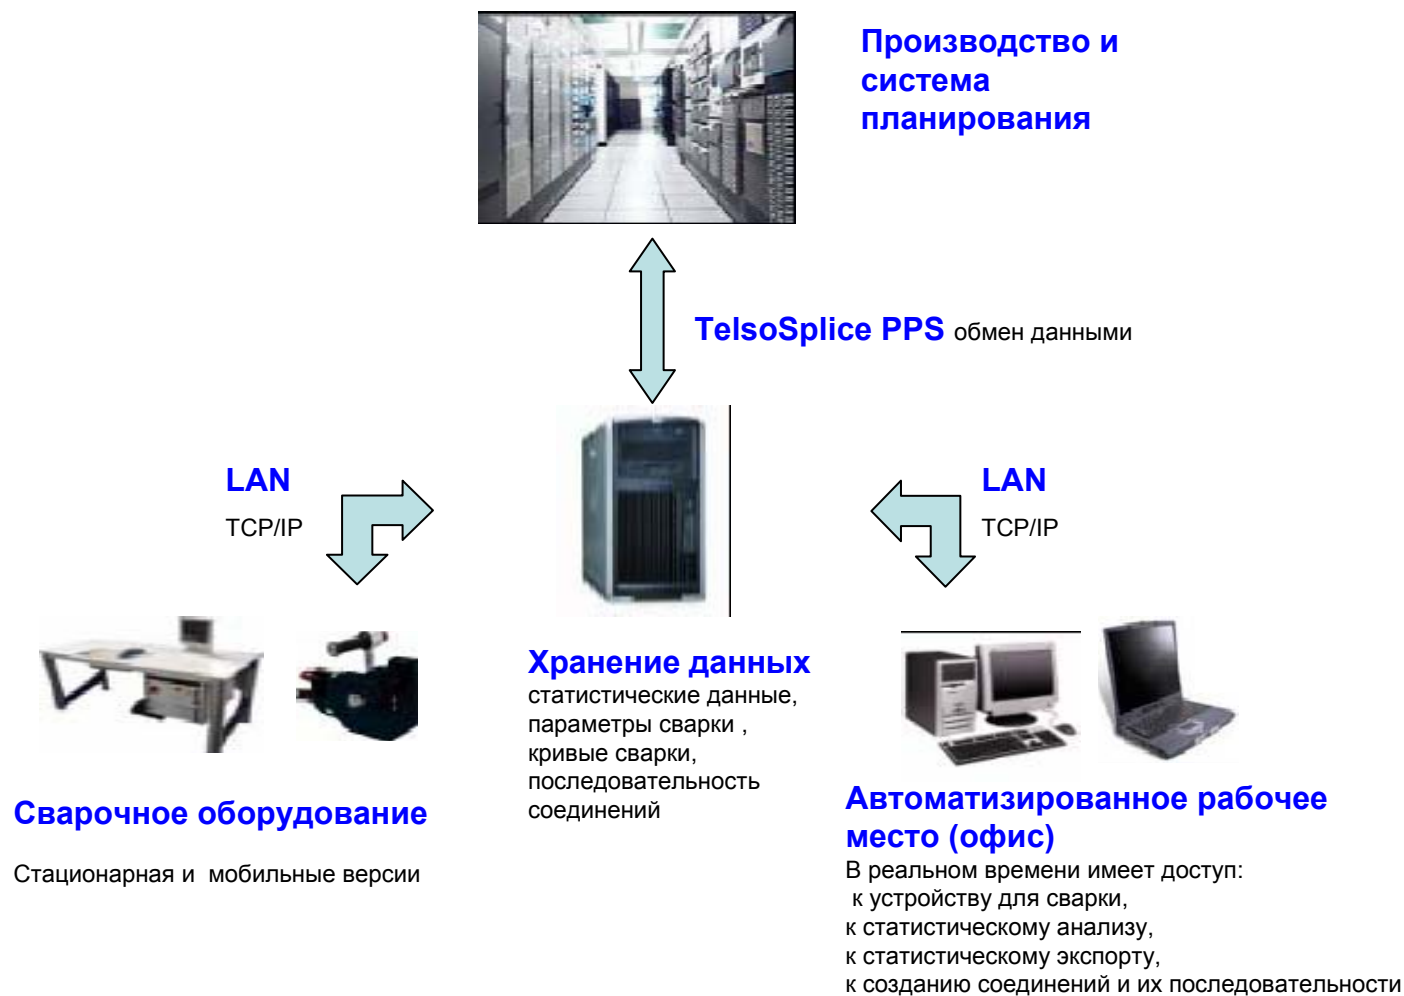 Производство и
система
планирования
TelsoSplice PPS обмен данными
LAN
TCP/IP
LAN
TCP/IP
Хранение данных
статистические данные,
параметры сварки ,
кривые сварки,
последовательность
соединений
Сварочное оборудование
Стационарная и  мобильные версии
Автоматизированное рабочее
место (офис)
В реальном времени имеет доступ:
к устройству для сварки,
к статистическому анализу,
к статистическому экспорту,
к созданию соединений и их последовательности